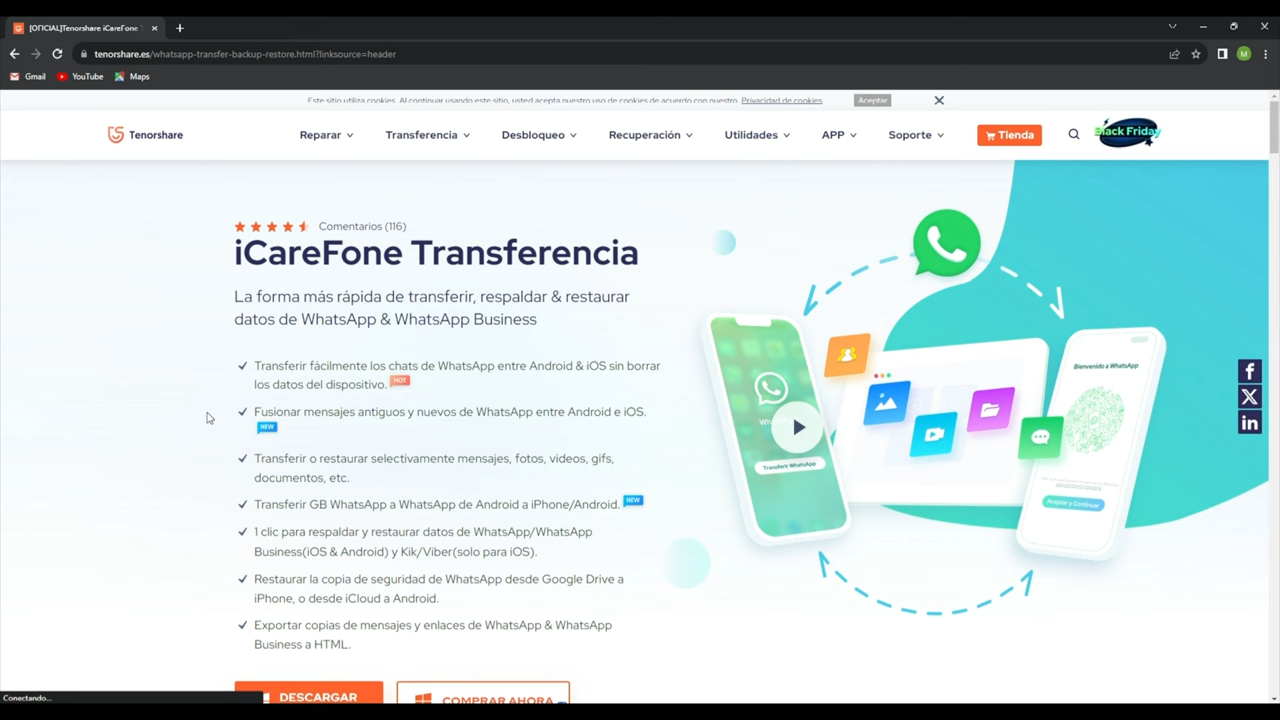 [OFICIAL]Tenorshare iCareFone
tenorshare.es/whatsapp-transfer-backup-restore.html?linksource=header
M
Gmail YouTube Maps
Este sitio utiliza cookies. Al continuar usando este sitio, usted acepta nuestro uso de cookies de acuerdo con nuestro. Privacidad de cookies Aceptar
Tenorshare Reparar Transferencia Desbloqueo Recuperación Utilidades APP Soporte Tienda Black Friday
Comentarios (116)
iCareFone Transferencia
La forma más rápida de transferir, respaldar & restaurar
datos de WhatsApp & WhatsApp Business
Transferir fácilmente los chats de WhatsApp entre Android & iOS sin borrar
los datos del dispositivo. HOT
Fusionar mensajes antiguos y nuevos de WhatsApp entre Android e iOS.
NEW
Transferir o restaurar selectivamente mensajes, fotos, videos, gifs,
documentos, etc.
Transferir GB WhatsApp a WhatsApp de Android a iPhone/Android. NEW
1 clic para respaldar y restaurar datos de WhatsApp/WhatsApp
Business(iOS & Android) y Kik/Viber(solo para iOS).
Restaurar la copia de seguridad de WhatsApp desde Google Drive a
iPhone, o desde iCloud a Android.
Exportar copias de mensajes y enlaces de WhatsApp & WhatsApp
Business a HTML.
DESCARGAR COMPRAR AHORA
Transferir WhatsApp
Bienvenido a WhatsApp
Aceptar y Continuar
f
X
in
Conectando...